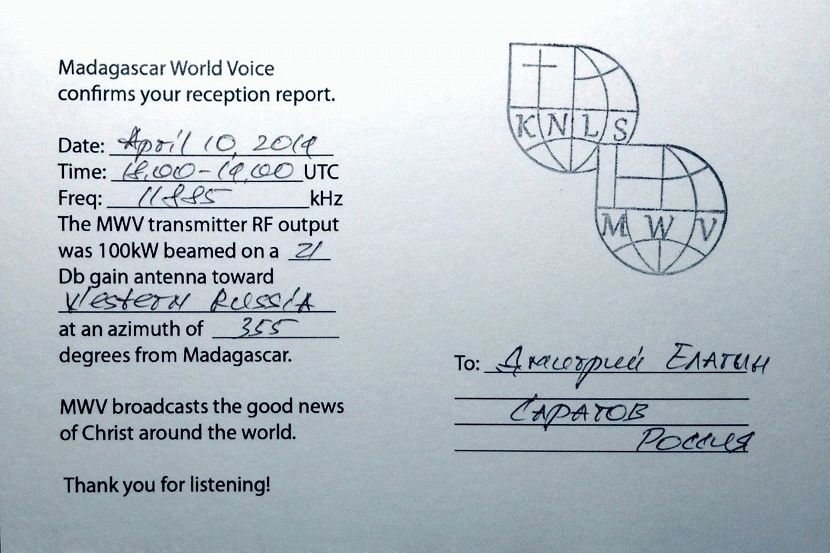 Madagascar World Voice
confirms your reception report.
Date: April 10, 2019
Time: 18.00-19.00 UTC
Freq: 11885 kHz
The MWV transmitter RF output
was 100kW beamed on a 21
Db gain antenna toward
Western Russia
at an azimuth of 355
degrees from Madagascar.
MWV broadcasts the good news
of Christ around the world.
Thank you for listening!
KNLS
MWV
To: Дмитрий Елатын
Саратов
Россия